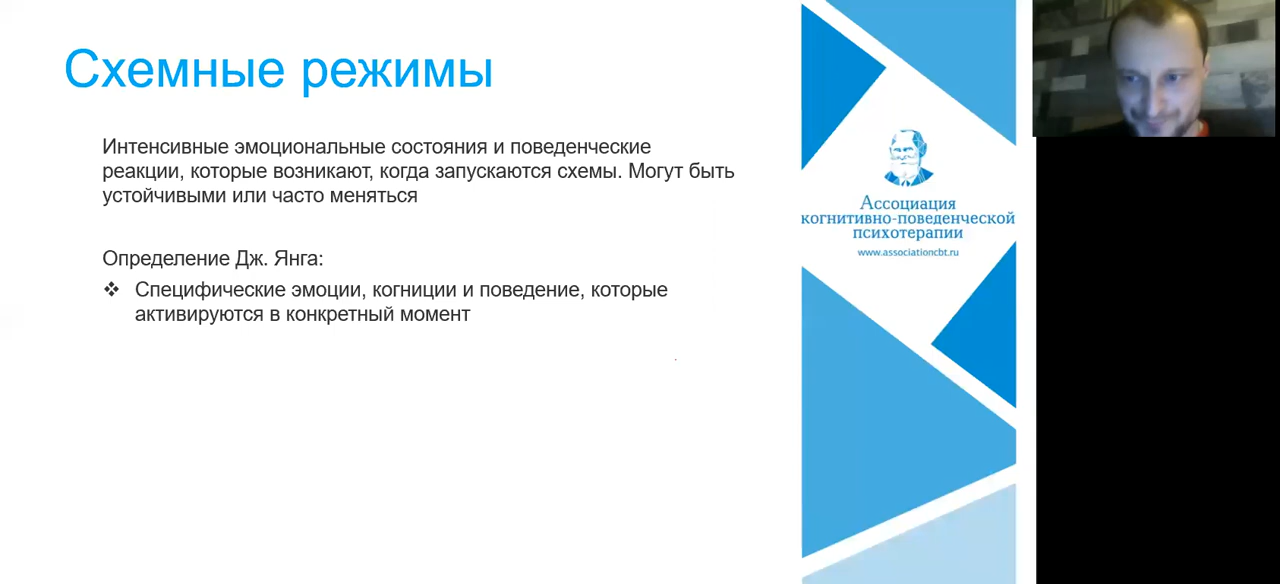 Схемные режимы
Интенсивные эмоциональные состояния и поведенческие
реакции, которые возникают, когда запускаются схемы. Могут быть
устойчивыми или часто меняться
Определение Дж. Янга:
❖ Специфические эмоции, когниции и поведение, которые
активируются в конкретный момент
Ассоциация
когнитивно-поведенческой
психотерапии
www.associationcbt.ru